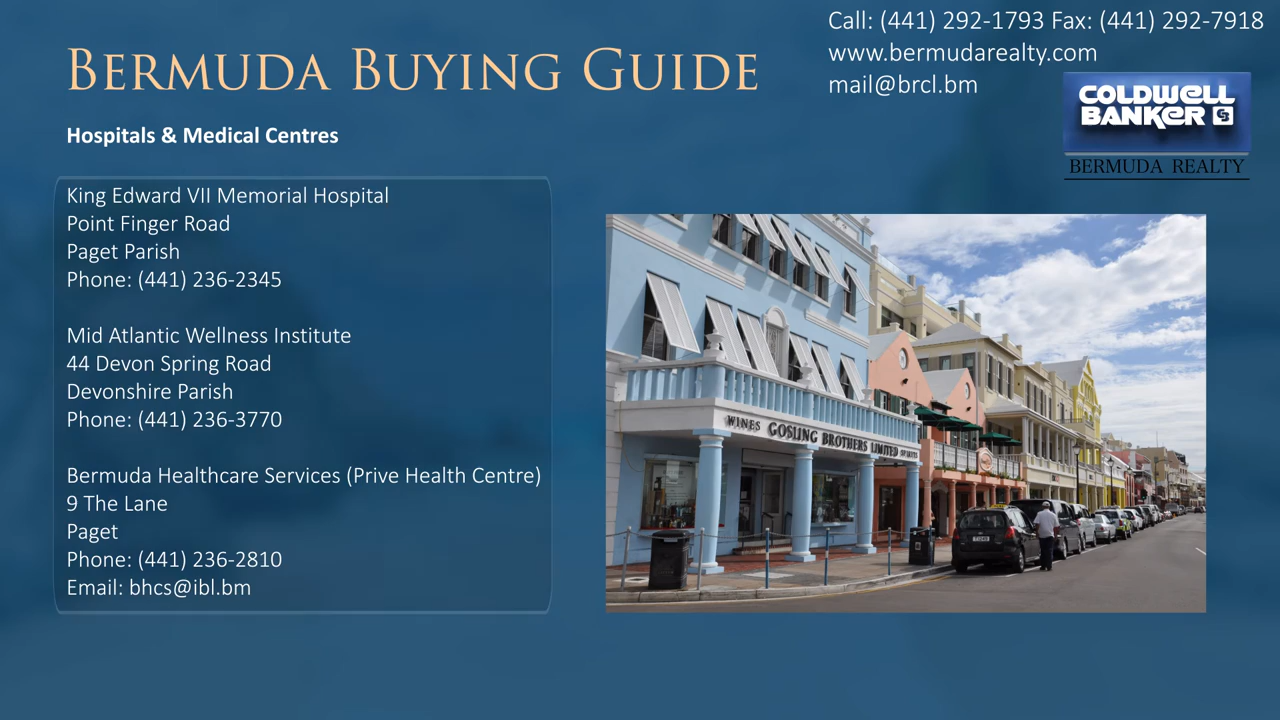 Call: (441) 292-1793 Fax: (441) 292-7918
www.bermudarealty.com
mail@brcl.bm
BERMUDA BUYING GUIDE
COLDWELL
BANKER
BERMUDA REALTY
Hospitals & Medical Centres
King Edward VII Memorial Hospital
Point Finger Road
Paget Parish
Phone: (441) 236-2345
Mid Atlantic Wellness Institute
44 Devon Spring Road
Devonshire Parish
Phone: (441) 236-3770
Bermuda Healthcare Services (Prive Health Centre)
9 The Lane
Paget
Phone: (441) 236-2810
Email: bhcs@ibl.bm
WINES GOSLING BROTHERS LIMITED SPIRITS